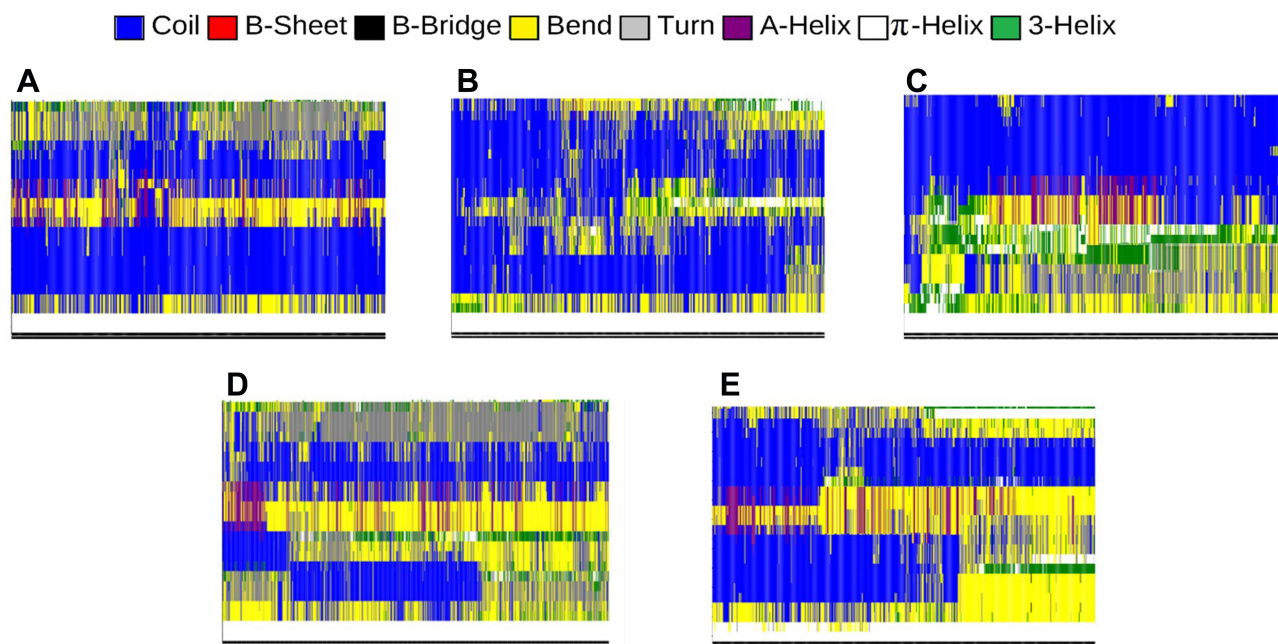 Coil B-Sheet B-Bridge Bend Turn A-Helix π-Helix 3-Helix
A B C
D E